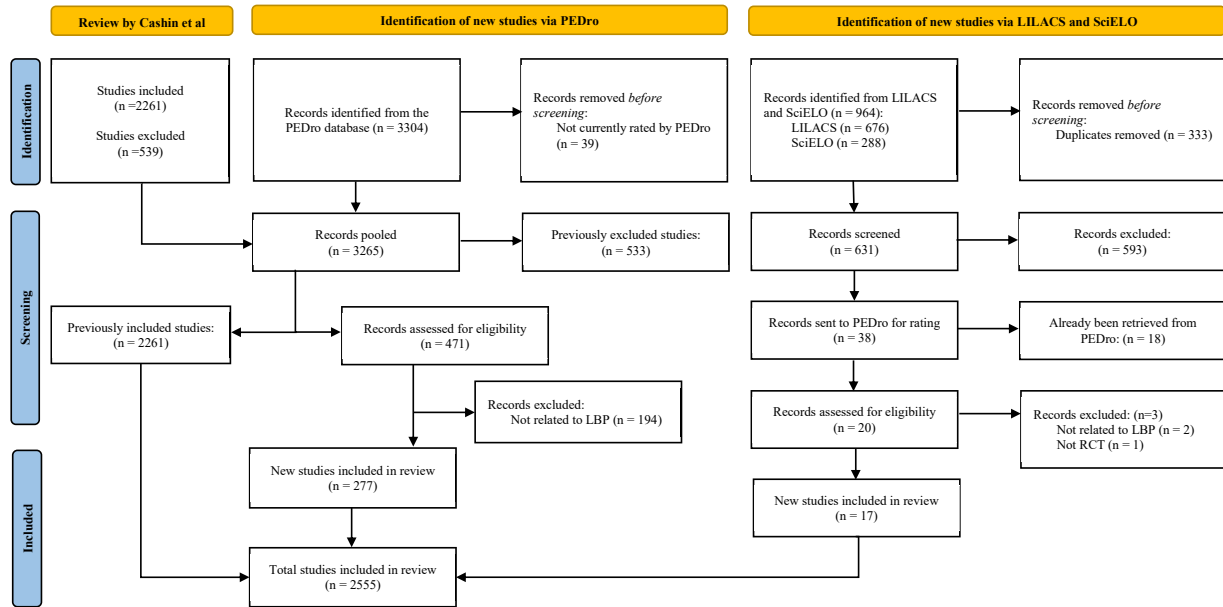 Review by Cashin et al
Identification of new studies via PEDro
Identification of new studies via LILACS and SciELO
Identification
Studies included
(n =2261)
Studies excluded
(n =539)
Records identified from the
PEDro database (n = 3304)
Records removed before
screening:
Not currently rated by PEDro
(n = 39)
Records identified from LILACS
and SciELO (n = 964):
LILACS (n = 676)
SciELO (n = 288)
Records removed before
screening:
Duplicates removed (n = 333)
Screening
Records pooled
(n = 3265)
Previously excluded studies:
(n = 533)
Records screened
(n = 631)
Records excluded:
(n = 593)
Previously included studies:
(n = 2261)
Records assessed for eligibility
(n = 471)
Records sent to PEDro for rating
(n = 38)
Already been retrieved from
PEDro: (n = 18)
Records excluded:
Not related to LBP (n = 194)
Records assessed for eligibility
(n = 20)
Records excluded: (n=3)
Not related to LBP (n = 2)
Not RCT (n = 1)
Included
New studies included in review
(n = 277)
New studies included in review
(n = 17)
Total studies included in review
(n = 2555)